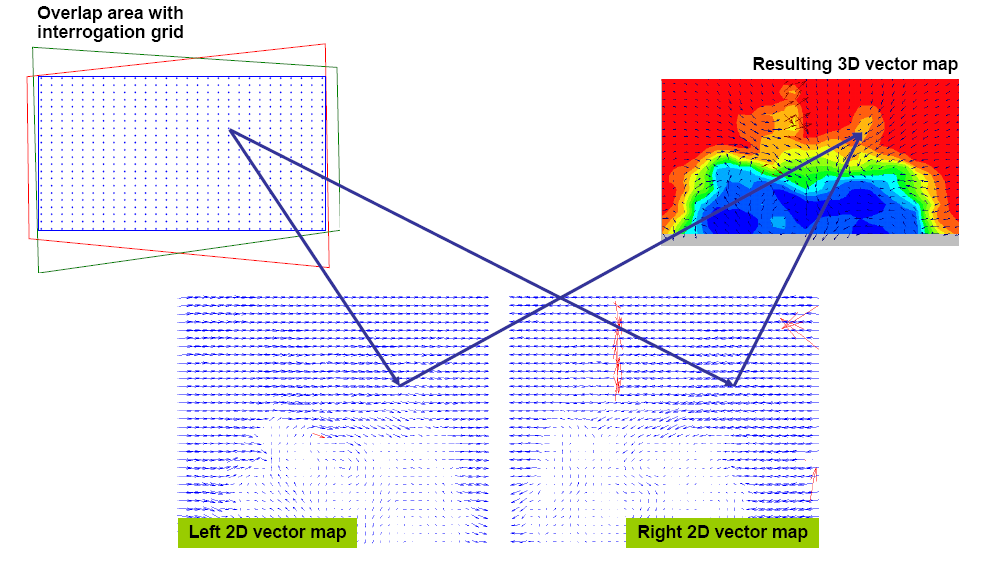 Overlap area with
interrogation grid
Resulting 3D vector map
Left 2D vector map
Right 2D vector map